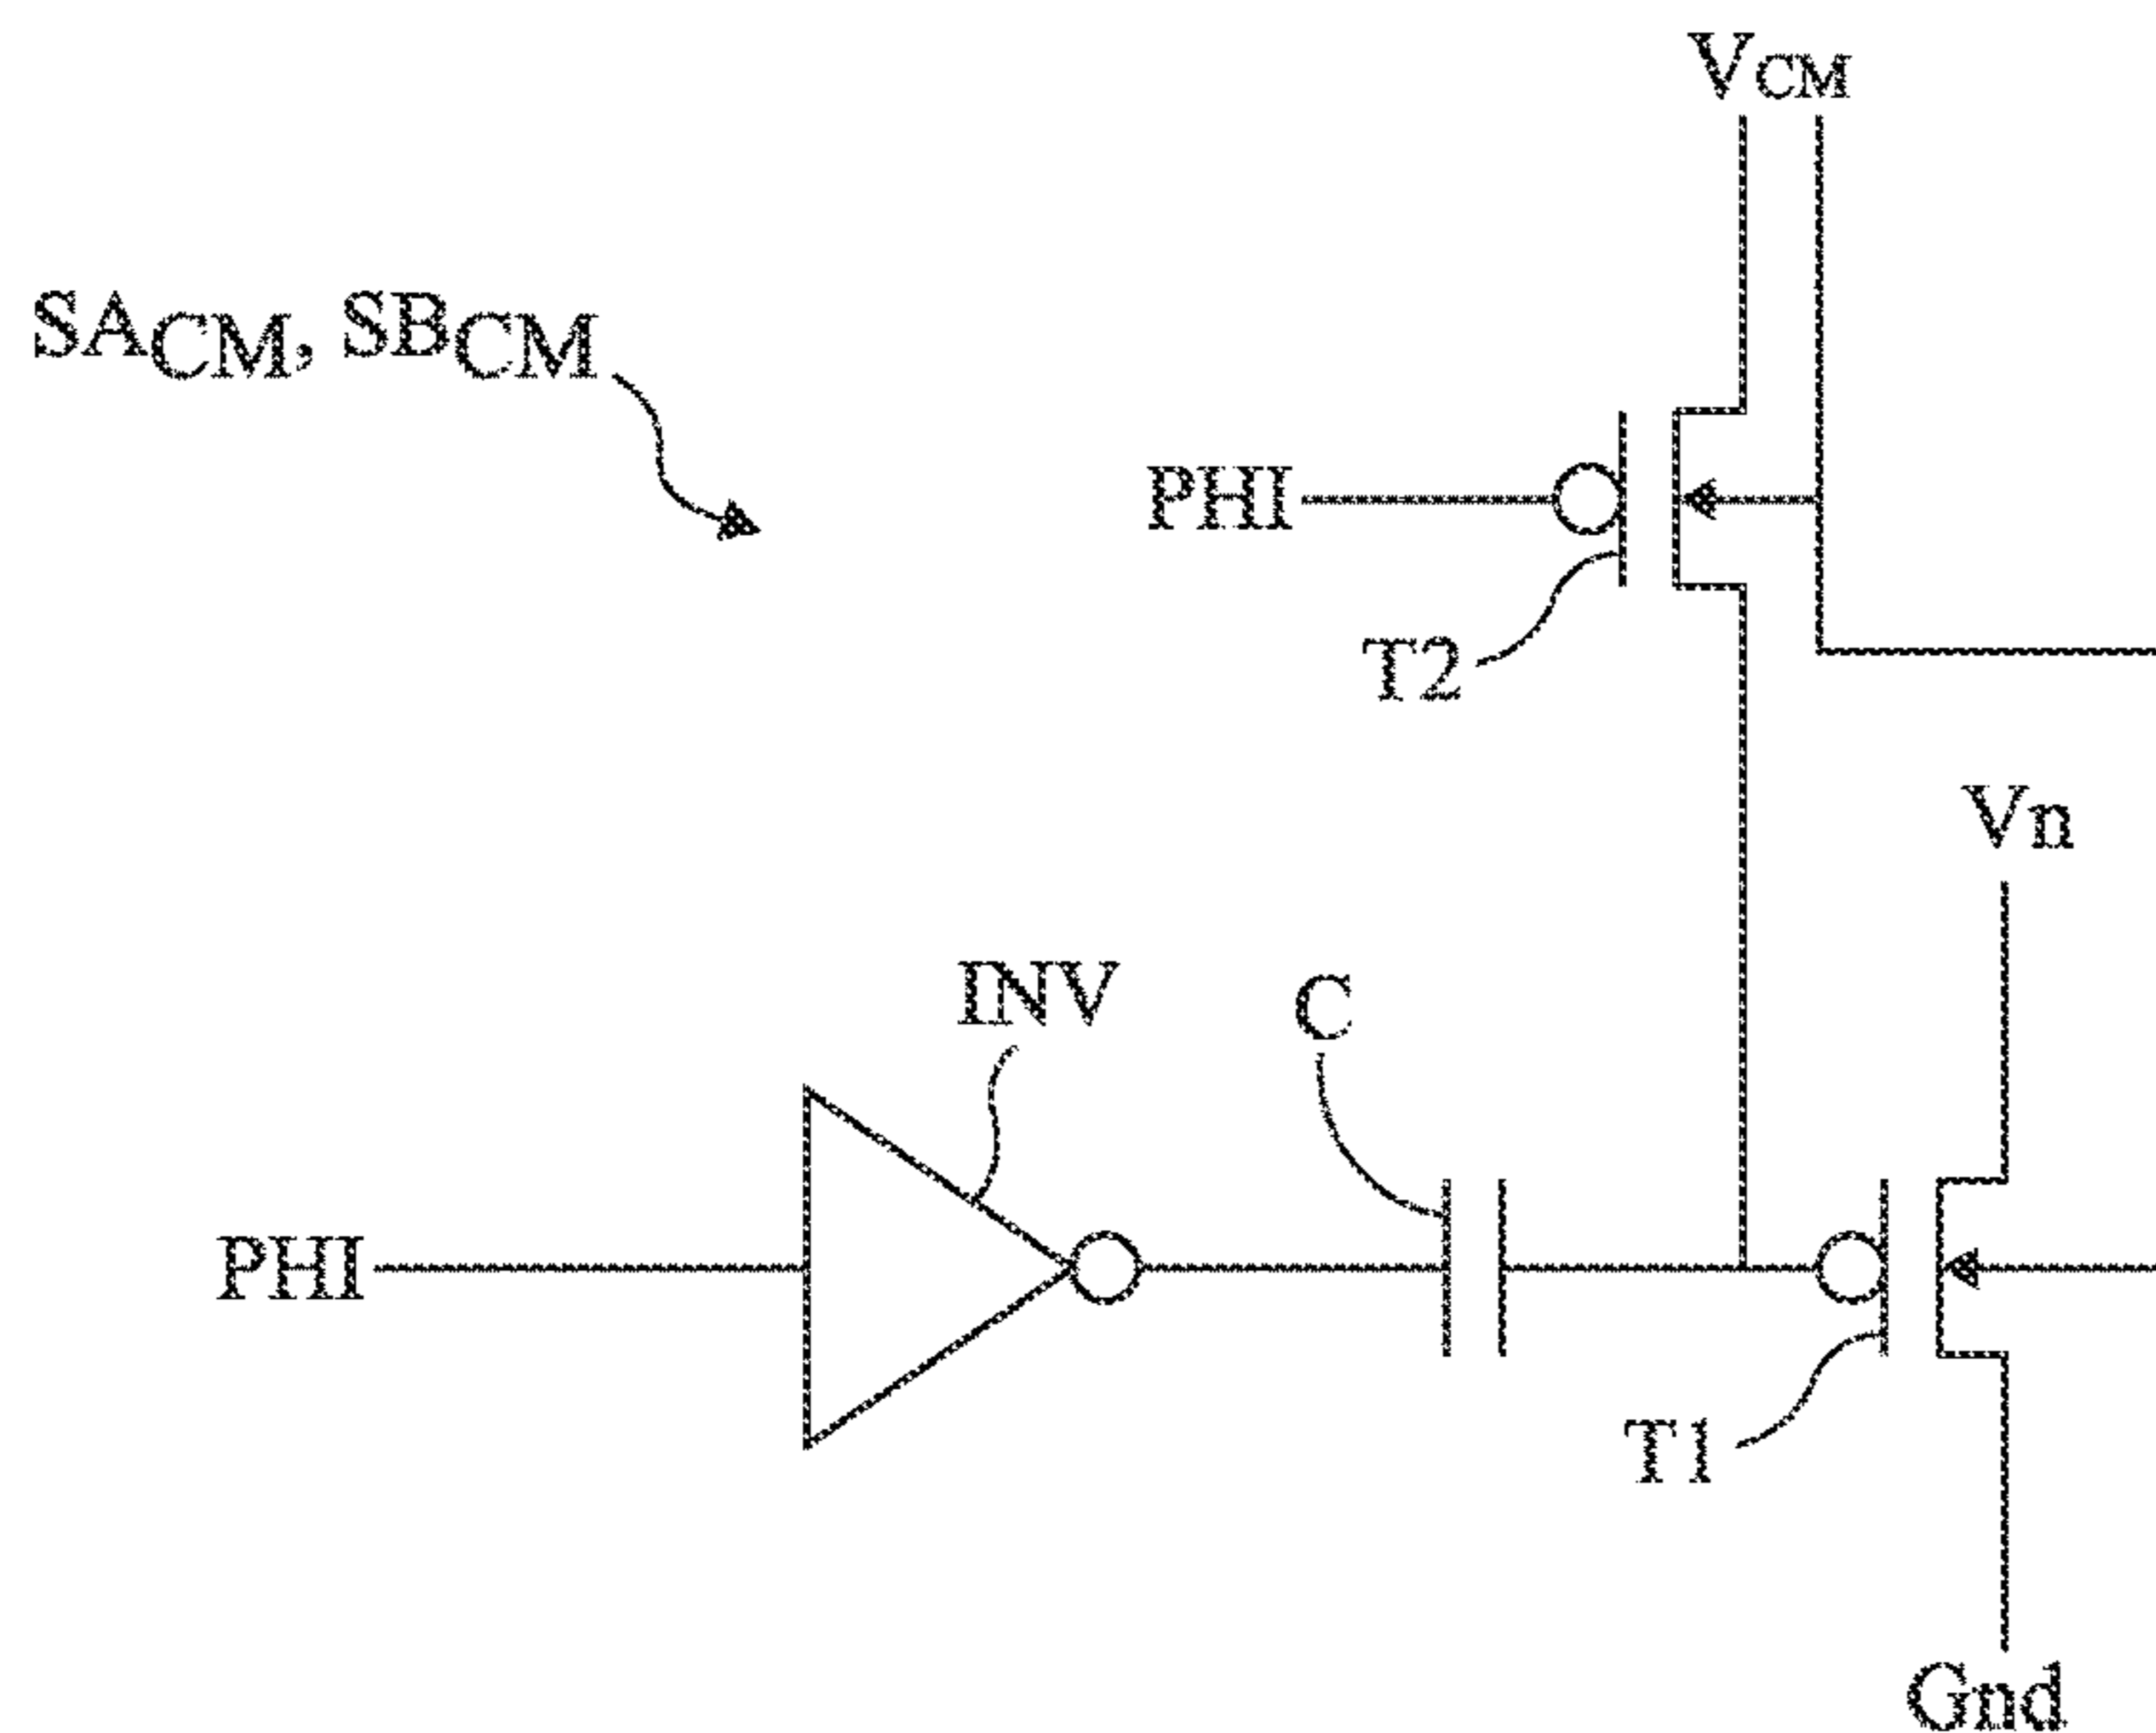 VCM
SACM, SBCM
PHI
T2
Vn
INV
C
PHI
T1
Gnd